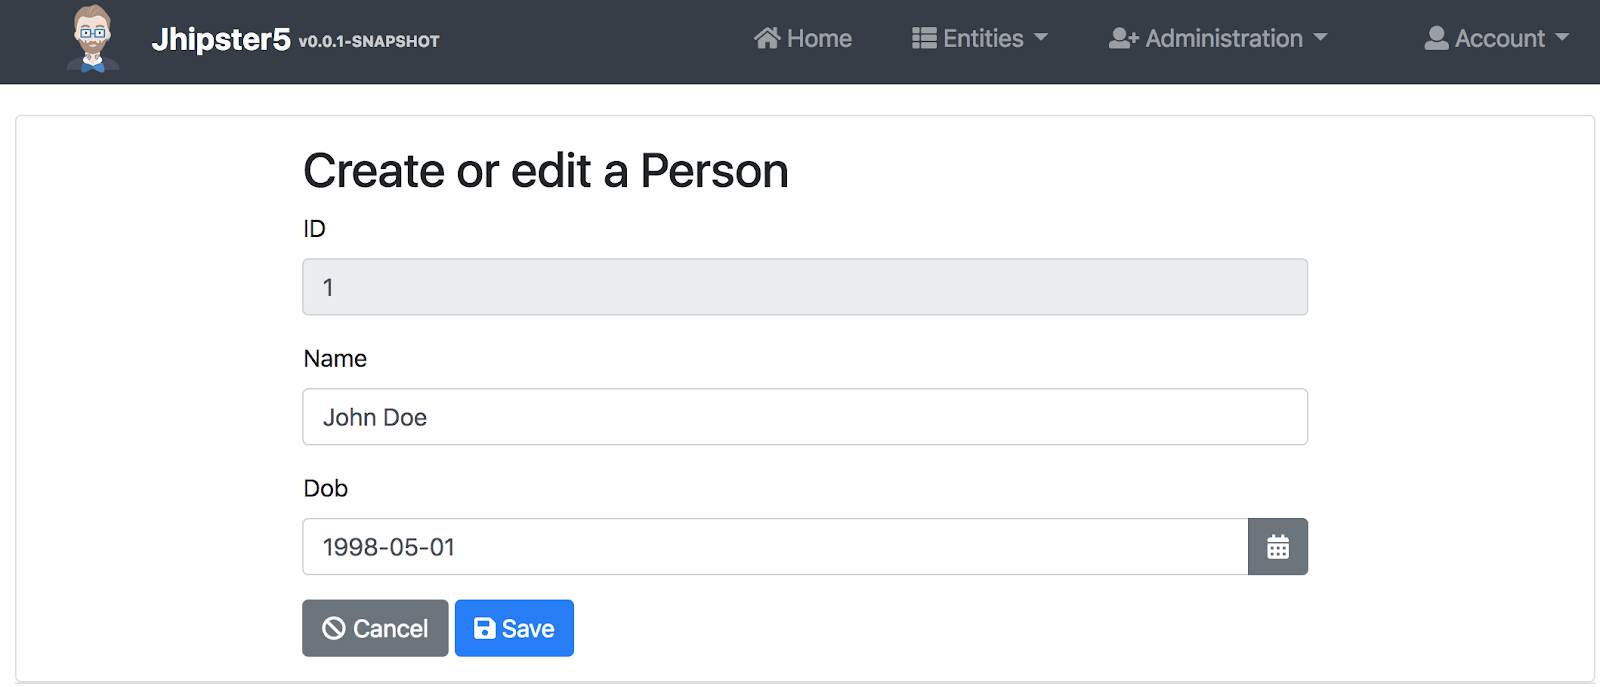 Jhipster5 v0.0.1-SNAPSHOT Home Entities Administration Account
Create or edit a Person
ID
1
Name
John Doe
Dob
1998-05-01
Cancel Save